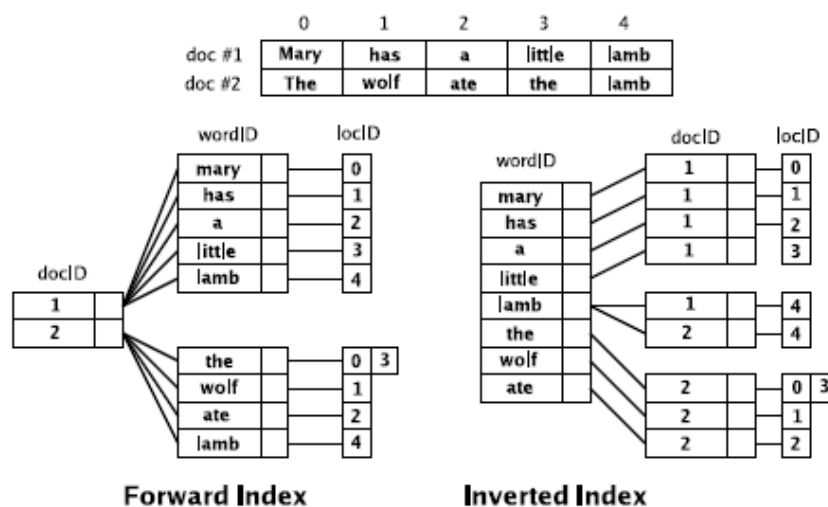 0 1 2 3 4
doc #1 Mary has a little lamb
doc #2 The wolf ate the lamb
wordID locID
mary 0
has 1
a 2
little 3
lamb 4
docID
1
2
the 0 3
wolf 1
ate 2
lamb 4
Forward Index
wordID
mary
has
a
little
lamb
the
wolf
ate
docID locID
1 0
1 1
1 2
1 3
1 4
2 4
2 0 3
2 1
2 2
Inverted Index